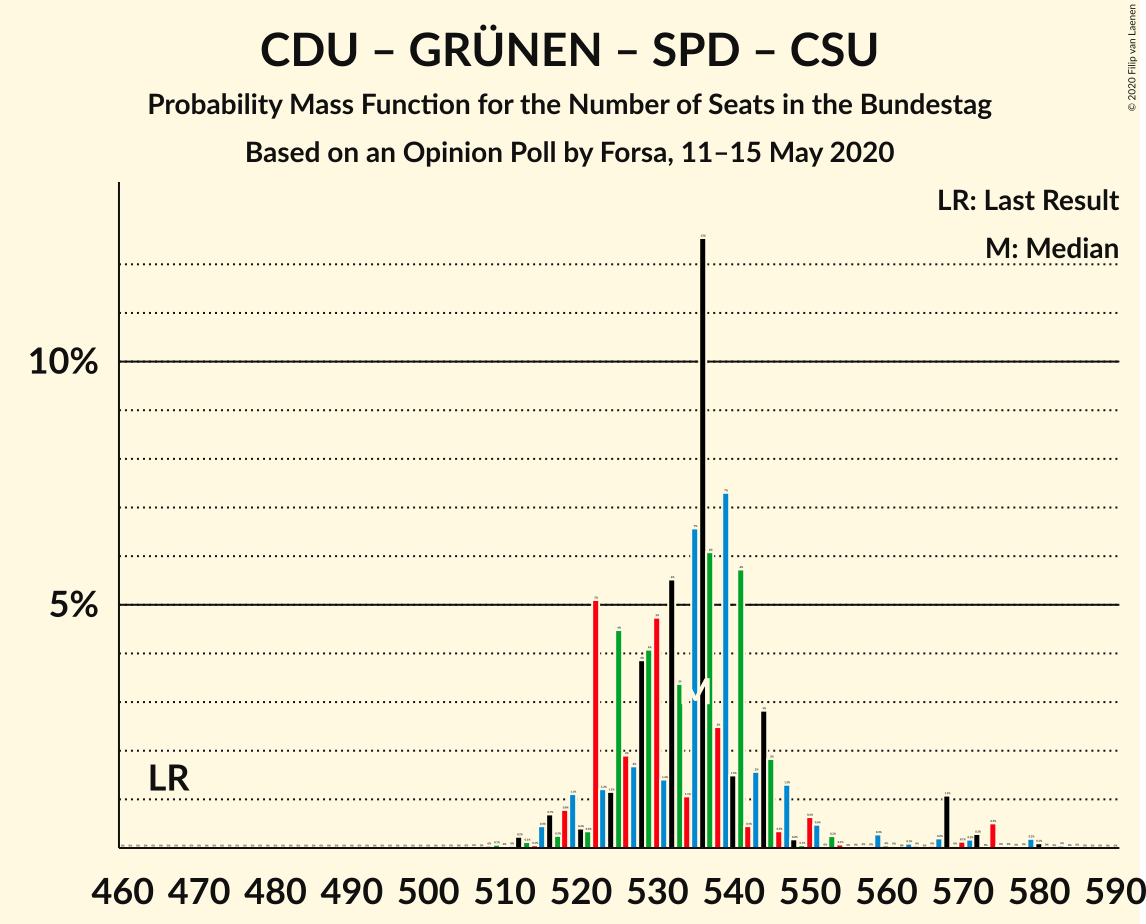 CDU – GRÜNEN – SPD – CSU
Probability Mass Function for the Number of Seats in the Bundestag
Based on an Opinion Poll by Forsa, 11–15 May 2020
© 2020 Filip van Laenen
LR: Last Result
M: Median
10%
5%
M
LR
460 470 480 490 500 510 520 530 540 550 560 570 580 590